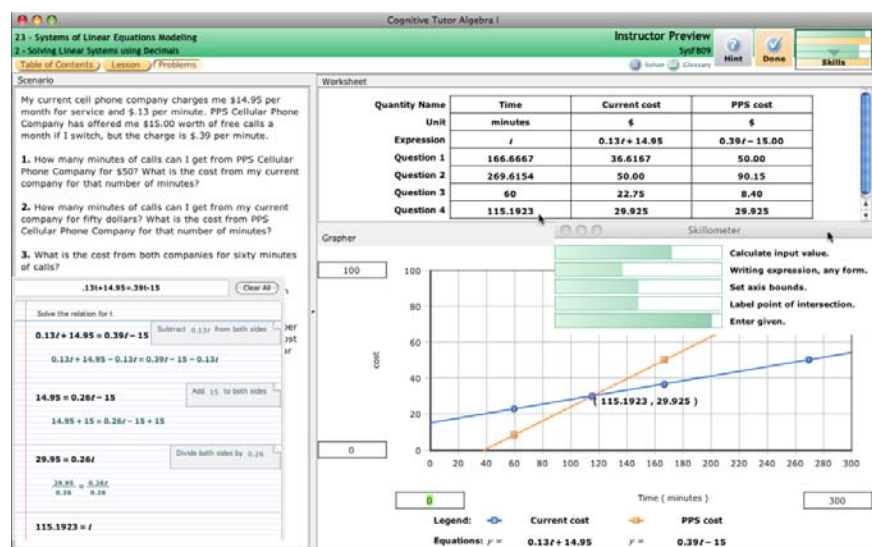 Cognitive Tutor Algebra I
23 - Systems of Linear Equations Modeling
2 - Solving Linear Systems using Decimals
Instructor Preview
SysFB09
Table of Contents Lesson Problems
Solver Glossary
Hint
Done
Skills
Scenario
My current cell phone company charges me $14.95 per
month for service and $.13 per minute. PPS Cellular Phone
Company has offered me $15.00 worth of free calls a
month if I switch, but the charge is $.39 per minute.
1. How many minutes of calls can I get from PPS Cellular
Phone Company for $50? What is the cost from my current
company for that number of minutes?
2. How many minutes of calls can I get from my current
company for fifty dollars? What is the cost from PPS
Cellular Phone Company for that number of minutes?
3. What is the cost from both companies for sixty minutes
of calls?
.13t+14.95=.39t-15
Clear All
Solve the relation for t
0.13t + 14.95 = 0.39t − 15
Subtract 0.13t from both sides
0.13t + 14.95 − 0.13t = 0.39t − 15 − 0.13t
14.95 = 0.26t − 15
Add 15 to both sides
14.95 + 15 = 0.26t − 15 + 15
29.95 = 0.26t
Divide both sides by 0.26
29.95 = 0.26t
0.26 0.26
115.1923 = t
Worksheet
Quantity Name Time Current cost PPS cost
Unit minutes $ $
Expression t 0.13t + 14.95 0.39t − 15.00
Question 1 166.6667 36.6167 50.00
Question 2 269.6154 50.00 90.15
Question 3 60 22.75 8.40
Question 4 115.1923 29.925 29.925
Skillometer
Calculate input value.
Writing expression, any form.
Set axis bounds.
Label point of intersection.
Enter given.
Grapher
100
100
80
60
40
20
0
0
cost
( 115.1923 , 29.925 )
0 20 40 60 80 100 120 140 160 180 200 220 240 260 280 300
0
Time ( minutes )
300
Legend: Current cost PPS cost
Equations: y = 0.13t + 14.95 y = 0.39t − 15